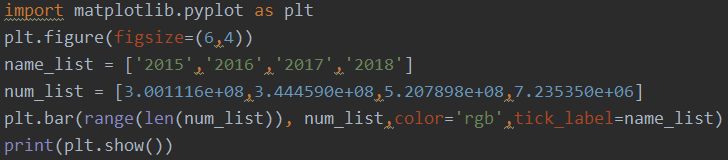 import matplotlib.pyplot as plt
plt.figure(figsize=(6,4))
name_list = ['2015','2016','2017','2018']
num_list = [3.001116e+08,3.444590e+08,5.207898e+08,7.235350e+06]
plt.bar(range(len(num_list)), num_list,color='rgb',tick_label=name_list)
print(plt.show())